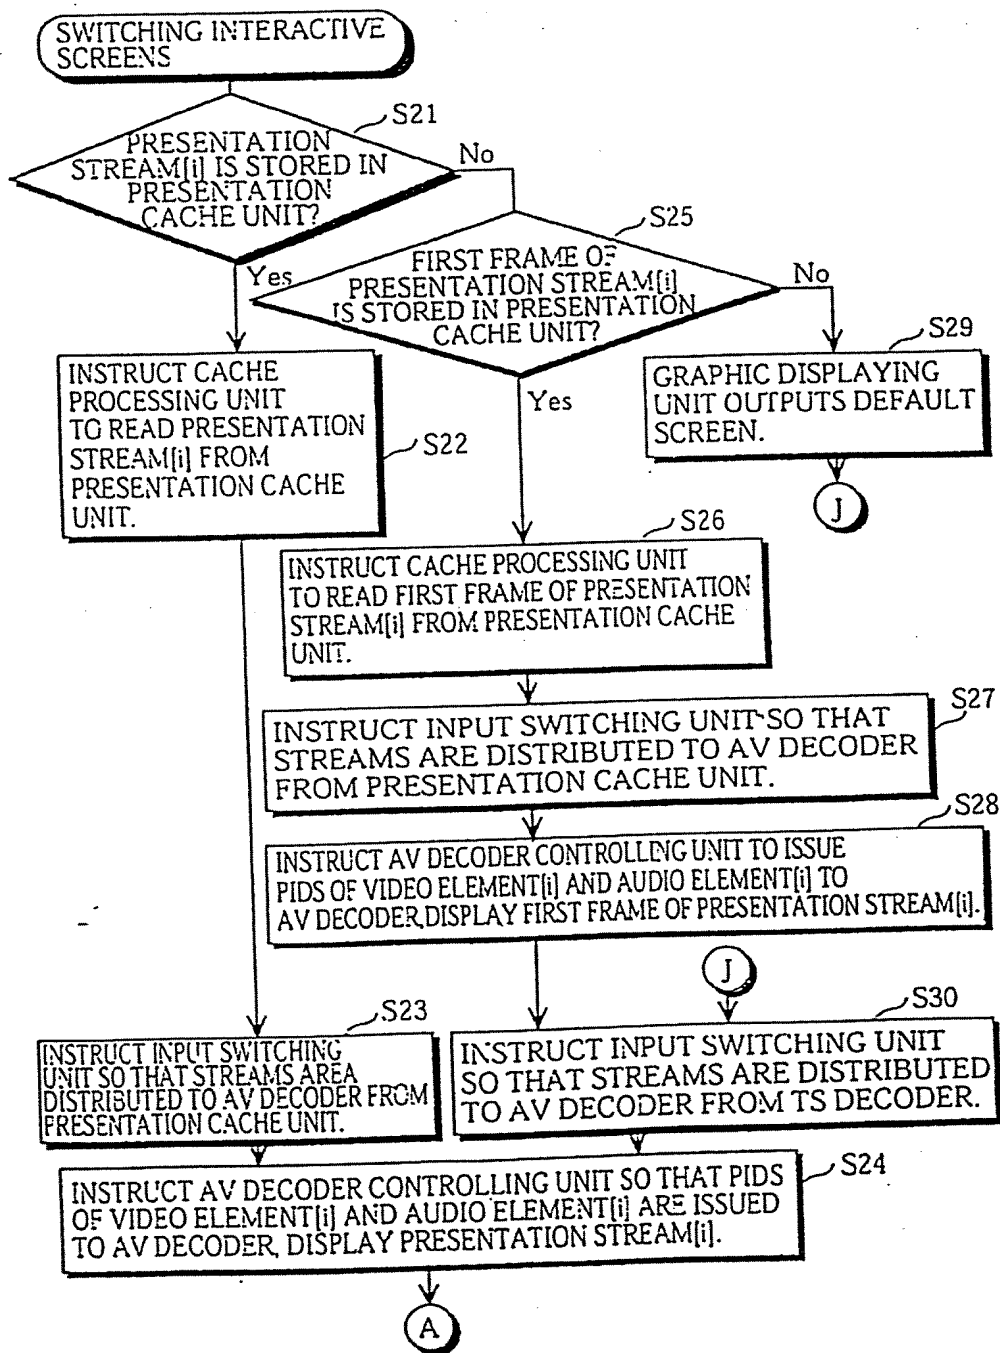 SWITCHING INTERACTIVE
SCREENS
S21
PRESENTATION
STREAM[i] IS STORED IN
PRESENTATION
CACHE UNIT?
No
Yes
S25
FIRST FRAME OF
PRESENTATION STREAM[i]
IS STORED IN PRESENTATION
CACHE UNIT?
No
Yes
S29
GRAPHIC DISPLAYING
UNIT OUTPUTS DEFAULT
SCREEN.
J
INSTRUCT CACHE
PROCESSING UNIT
TO READ PRESENTATION
STREAM[i] FROM
PRESENTATION CACHE
UNIT.
S22
S26
INSTRUCT CACHE PROCESSING UNIT
TO READ FIRST FRAME OF PRESENTATION
STREAM[i] FROM PRESENTATION CACHE
UNIT.
S27
INSTRUCT INPUT SWITCHING UNIT SO THAT
STREAMS ARE DISTRIBUTED TO AV DECODER
FROM PRESENTATION CACHE UNIT.
S28
INSTRUCT AV DECODER CONTROLLING UNIT TO ISSUE
PIDS OF VIDEO ELEMENT[i] AND AUDIO ELEMENT[i] TO
AV DECODER, DISPLAY FIRST FRAME OF PRESENTATION STREAM[i].
J
S23
INSTRUCT INPUT SWITCHING
UNIT SO THAT STREAMS AREA
DISTRIBUTED TO AV DECODER FROM
PRESENTATION CACHE UNIT.
S30
INSTRUCT INPUT SWITCHING UNIT
SO THAT STREAMS ARE DISTRIBUTED
TO AV DECODER FROM TS DECODER.
S24
INSTRUCT AV DECODER CONTROLLING UNIT SO THAT PIDS
OF VIDEO ELEMENT[i] AND AUDIO ELEMENT[i] ARE ISSUED
TO AV DECODER, DISPLAY PRESENTATION STREAM[i].
A